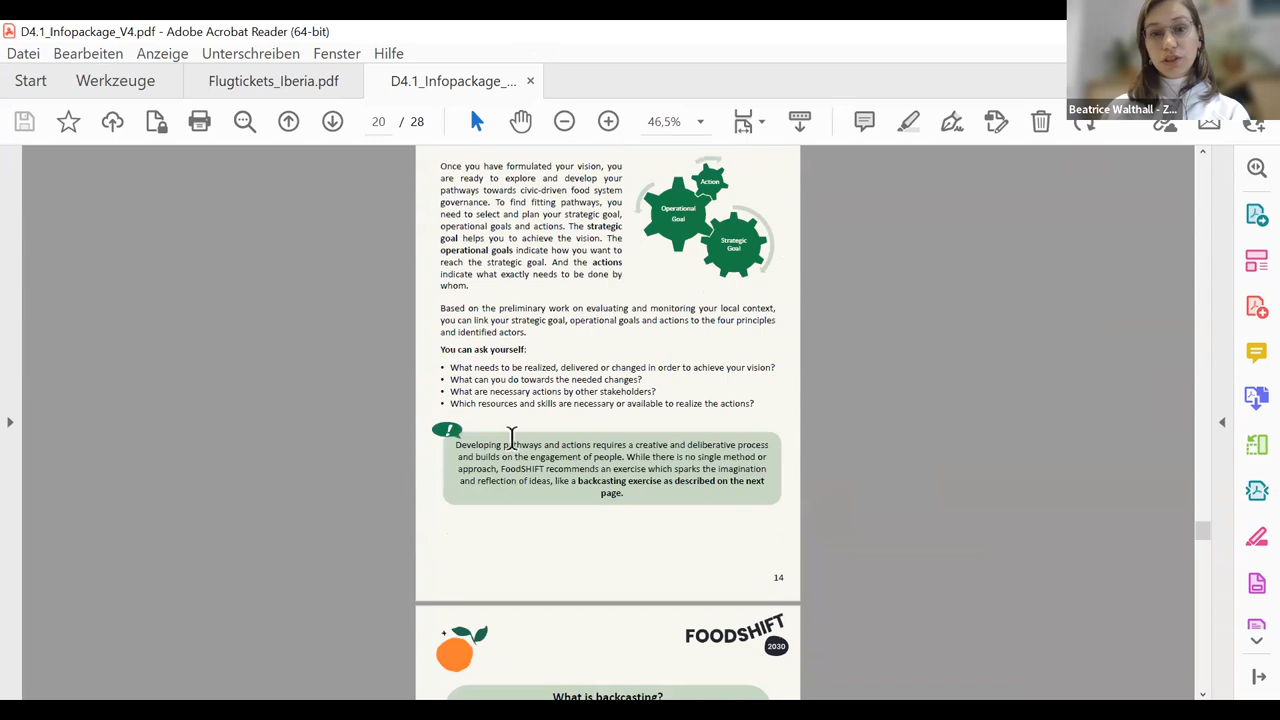 D4.1_Infopackage_V4.pdf - Adobe Acrobat Reader (64-bit)
Datei Bearbeiten Anzeige Unterschreiben Fenster Hilfe
Start Werkzeuge Flugtickets_Iberia.pdf D4.1_Infopackage_... ×
Beatrice Walthall - Z...
20 / 28 46,5%
Once you have formulated your vision, you
are ready to explore and develop your
pathways towards civic-driven food system
governance. To find fitting pathways, you
need to select and plan your strategic goal,
operational goals and actions. The strategic
goal helps you to achieve the vision. The
operational goals indicate how you want to
reach the strategic goal. And the actions
indicate what exactly needs to be done by
whom.
Action
Operational
Goal
Strategic
Goal
Based on the preliminary work on evaluating and monitoring your local context,
you can link your strategic goal, operational goals and actions to the four principles
and identified actors.
You can ask yourself:
• What needs to be realized, delivered or changed in order to achieve your vision?
• What can you do towards the needed changes?
• What are necessary actions by other stakeholders?
• Which resources and skills are necessary or available to realize the actions?
!
Developing pathways and actions requires a creative and deliberative process
and builds on the engagement of people. While there is no single method or
approach, FoodSHIFT recommends an exercise which sparks the imagination
and reflection of ideas, like a backcasting exercise as described on the next
page.
14
FOODSHIFT
2030
What is backcasting?